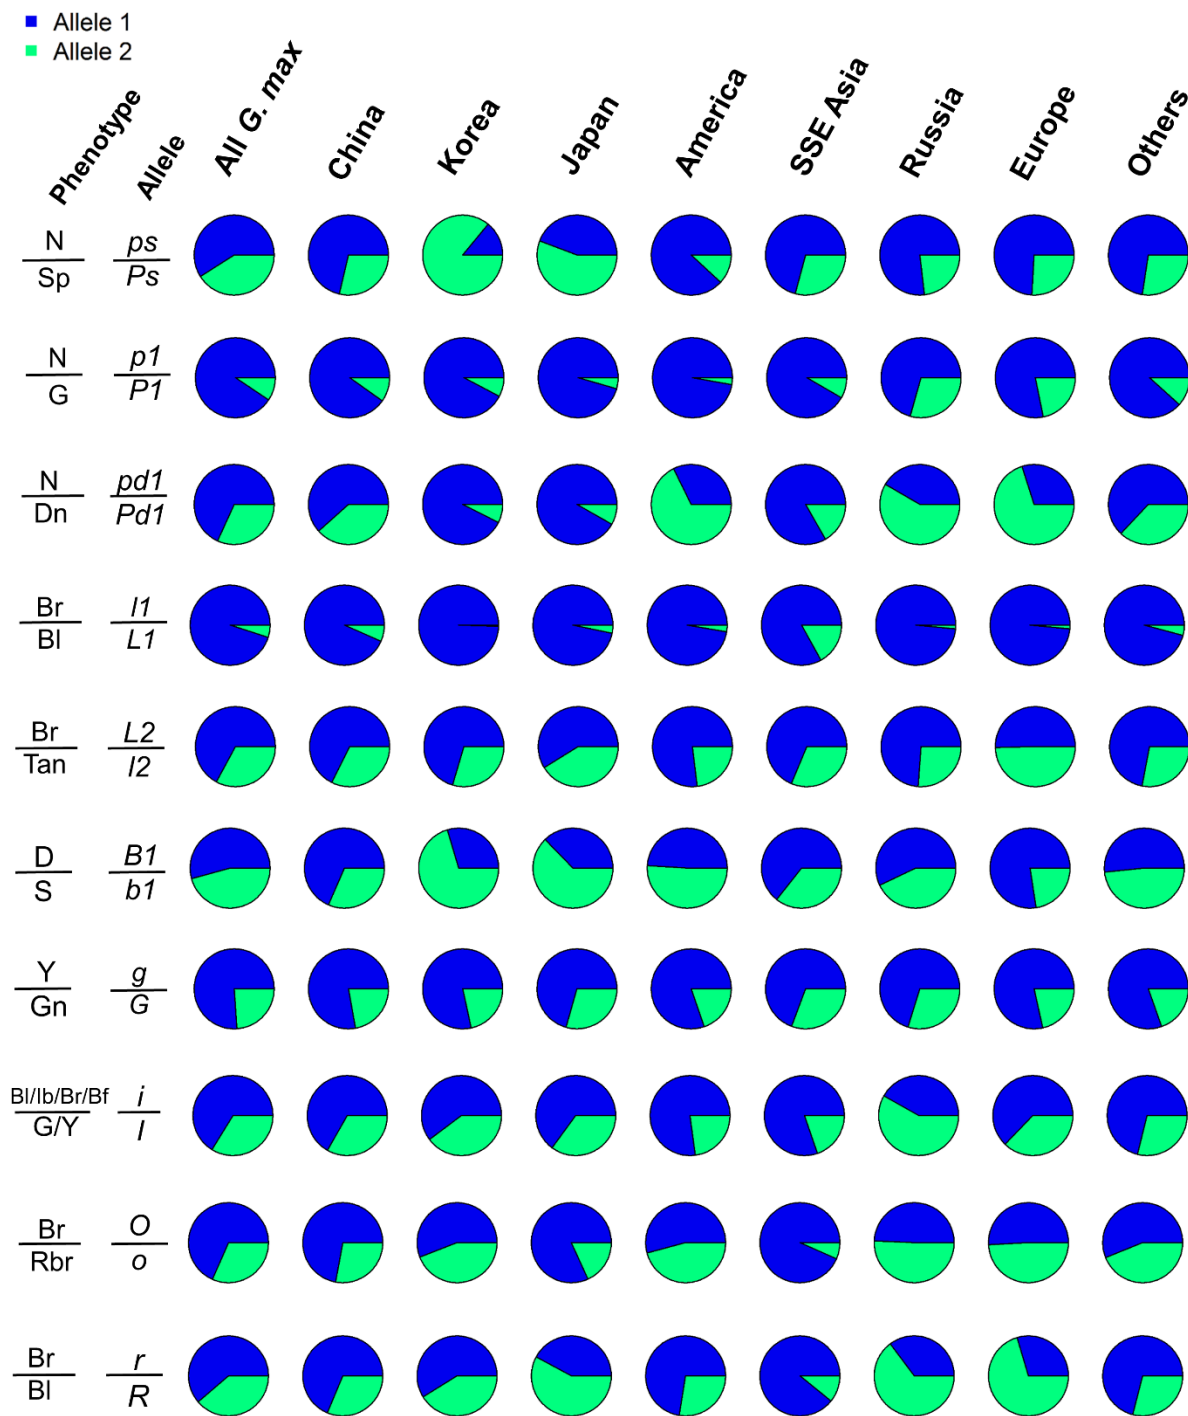 Allele 1
Allele 2
Phenotype
Allele
All G. max
China
Korea
Japan
America
SSE Asia
Russia
Europe
Others
N ps
Sp Ps
N p1
G P1
N pd1
Dn Pd1
Br l1
Bl L1
Br L2
Tan l2
D B1
S b1
Y g
Gn G
Bl/Ib/Br/Bf i
G/Y I
Br O
Rbr o
Br r
Bl R